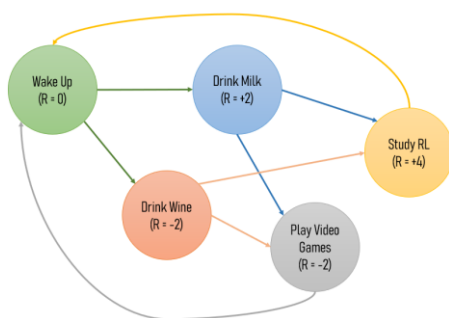 Wake Up
(R = 0)
Drink Milk
(R = +2)
Study RL
(R = +4)
Drink Wine
(R = -2)
Play Video
Games
(R = -2)